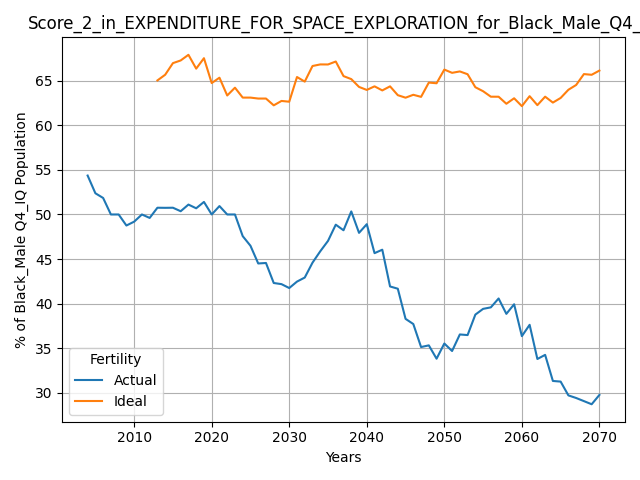 Score_2_in_EXPENDITURE_FOR_SPACE_EXPLORATION_for_Black_Male_Q4_
% of Black_Male Q4_IQ Population
65
60
55
50
45
40
35
30
Fertility
Actual
Ideal
2010 2020 2030 2040 2050 2060 2070
Years